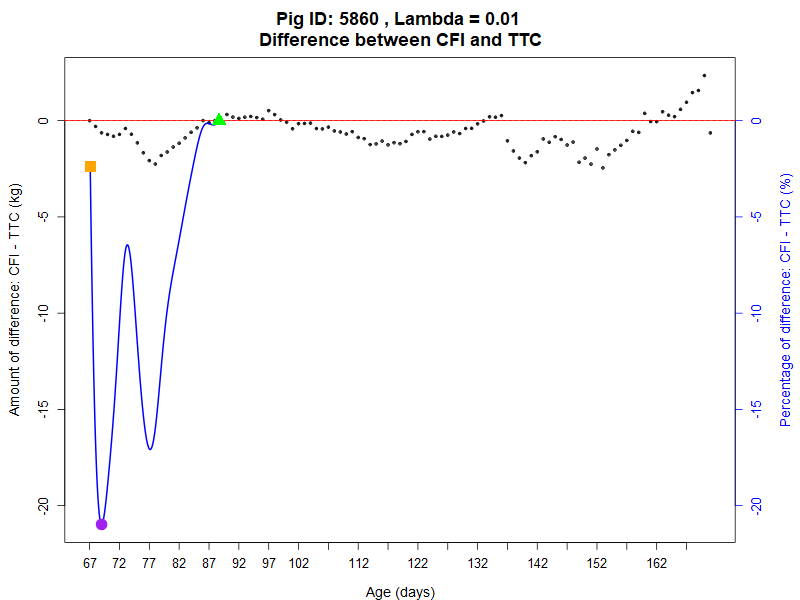 Pig ID: 5860 , Lambda = 0.01
Difference between CFI and TTC
Amount of difference: CFI - TTC (kg)
0
-5
-10
-15
-20
Percentage of difference: CFI - TTC (%)
0
-5
-10
-15
-20
67 72 77 82 87 92 97 102 112 122 132 142 152 162
Age (days)